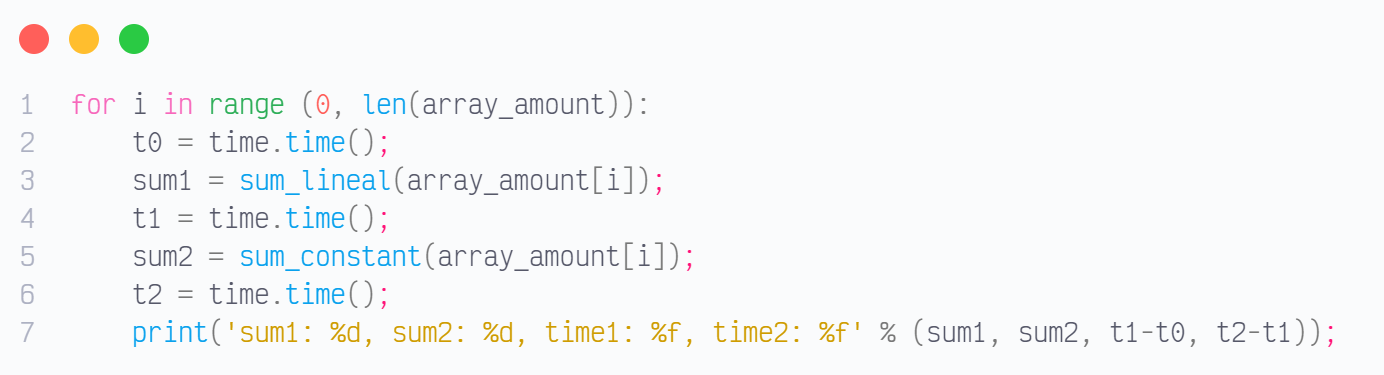 1 for i in range (0, len(array_amount)):
2     t0 = time.time();
3     sum1 = sum_lineal(array_amount[i]);
4     t1 = time.time();
5     sum2 = sum_constant(array_amount[i]);
6     t2 = time.time();
7     print('sum1: %d, sum2: %d, time1: %f, time2: %f' % (sum1, sum2, t1-t0, t2-t1));